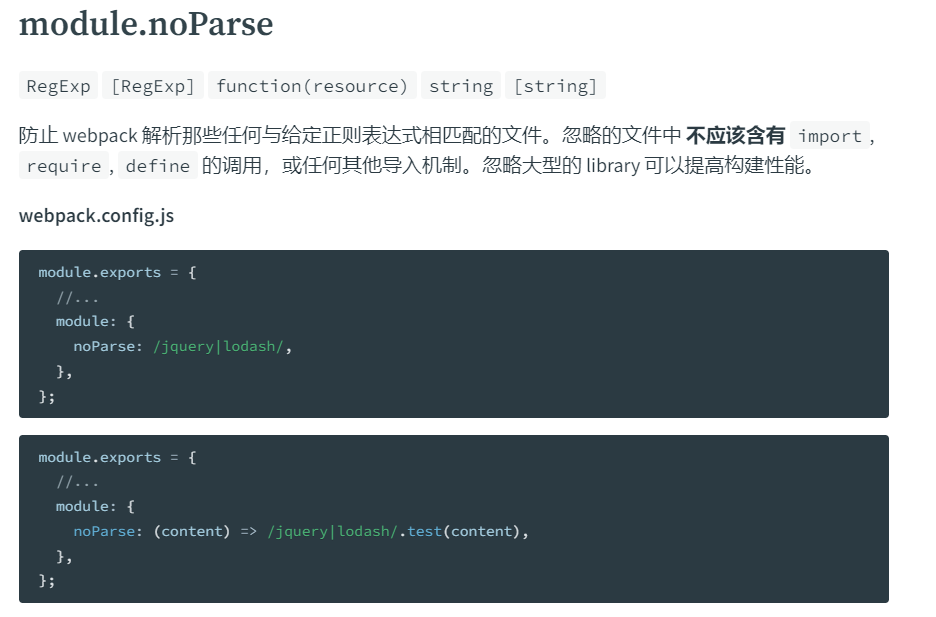 module.noParse
RegExp [RegExp] function(resource) string [string]
防止 webpack 解析那些任何与给定正则表达式相匹配的文件。忽略的文件中 不应该含有 import,
require, define 的调用，或任何其他导入机制。忽略大型的 library 可以提高构建性能。
webpack.config.js
module.exports = {
  //...
  module: {
    noParse: /jquery|lodash/,
  },
};
module.exports = {
  //...
  module: {
    noParse: (content) => /jquery|lodash/.test(content),
  },
};